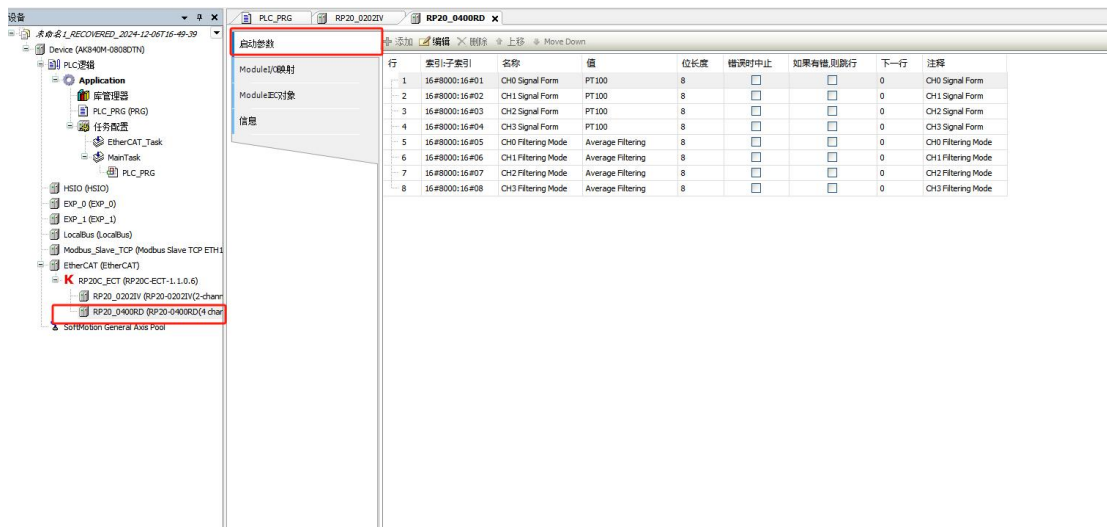 设备
未命名1_RECOVERED_2024-12-06T16-49-39
Device (AK840M-0808DTN)
PLC逻辑
Application
库管理器
PLC_PRG (PRG)
任务配置
EtherCAT_Task
MainTask
PLC_PRG
HSIO (HSIO)
EXP_0 (EXP_0)
EXP_1 (EXP_1)
LocalBus (LocalBus)
Modbus_Slave_TCP (Modbus Slave TCP ETH1
EtherCAT (EtherCAT)
RP20C_ECT (RP20C-ECT-1.1.0.6)
RP20_0202IV (RP20-0202IV(2-chann
RP20_0400RD (RP20-0400RD(4 char
SoftMotion General Axis Pool
PLC_PRG RP20_0202IV RP20_0400RD
启动参数
ModuleI/O映射
ModuleIEC对象
信息
添加 编辑 删除 上移 Move Down
行 索引:子索引 名称 值 位长度 错误时中止 如果有错,则跳行 下一行 注释
1 16#8000:16#01 CH0 Signal Form PT100 8 0 CH0 Signal Form
2 16#8000:16#02 CH1 Signal Form PT100 8 0 CH1 Signal Form
3 16#8000:16#03 CH2 Signal Form PT100 8 0 CH2 Signal Form
4 16#8000:16#04 CH3 Signal Form PT100 8 0 CH3 Signal Form
5 16#8000:16#05 CH0 Filtering Mode Average Filtering 8 0 CH0 Filtering Mode
6 16#8000:16#06 CH1 Filtering Mode Average Filtering 8 0 CH1 Filtering Mode
7 16#8000:16#07 CH2 Filtering Mode Average Filtering 8 0 CH2 Filtering Mode
8 16#8000:16#08 CH3 Filtering Mode Average Filtering 8 0 CH3 Filtering Mode